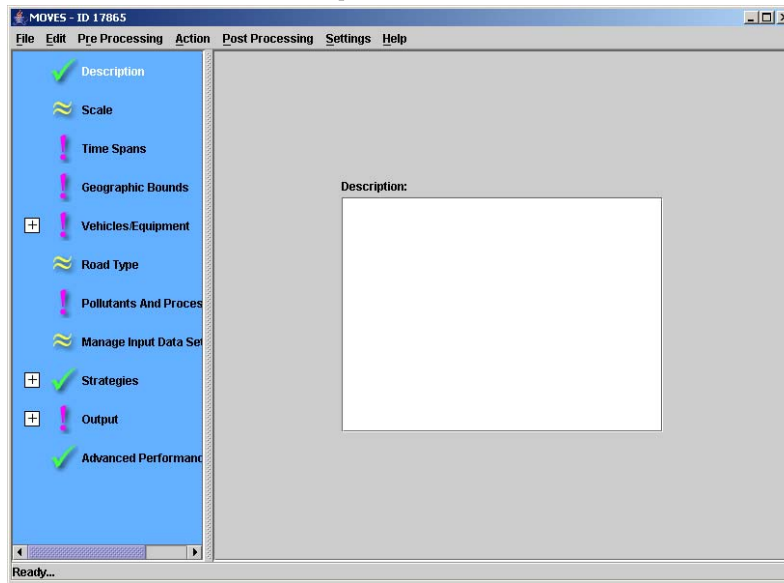 MOVES - ID 17865
File Edit Pre Processing Action Post Processing Settings Help
Description
Scale
Time Spans
Geographic Bounds
Description:
Vehicles/Equipment
Road Type
Pollutants And Proces
Manage Input Data Set
Strategies
Output
Advanced Performanc
Ready...